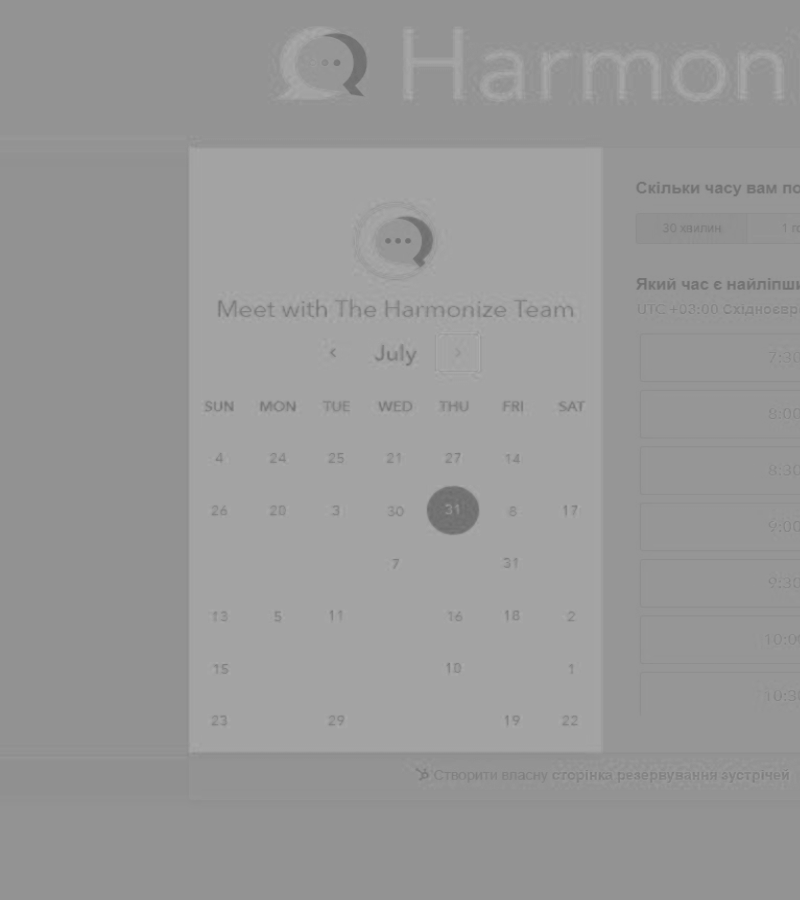 Harmon
Meet with The Harmonize Team
July
SUN MON TUE WED THU FRI SAT
4 24 25 21 27 14
26 20 3 30 31 8 17
7 31
13 5 11 16 18 2
15 10 1
23 29 19 22
Скільки часу вам по
30 хвилин 1 го
Який час є найліпши
UTC +03:00 Східноєвр
7:30
8:00
8:30
9:00
9:30
10:00
10:30
Створити власну сторінка резервування зустрічей